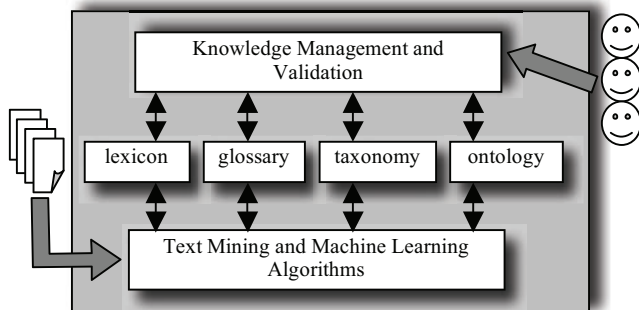 Knowledge Management and
Validation
lexicon
glossary
taxonomy
ontology
Text Mining and Machine Learning
Algorithms